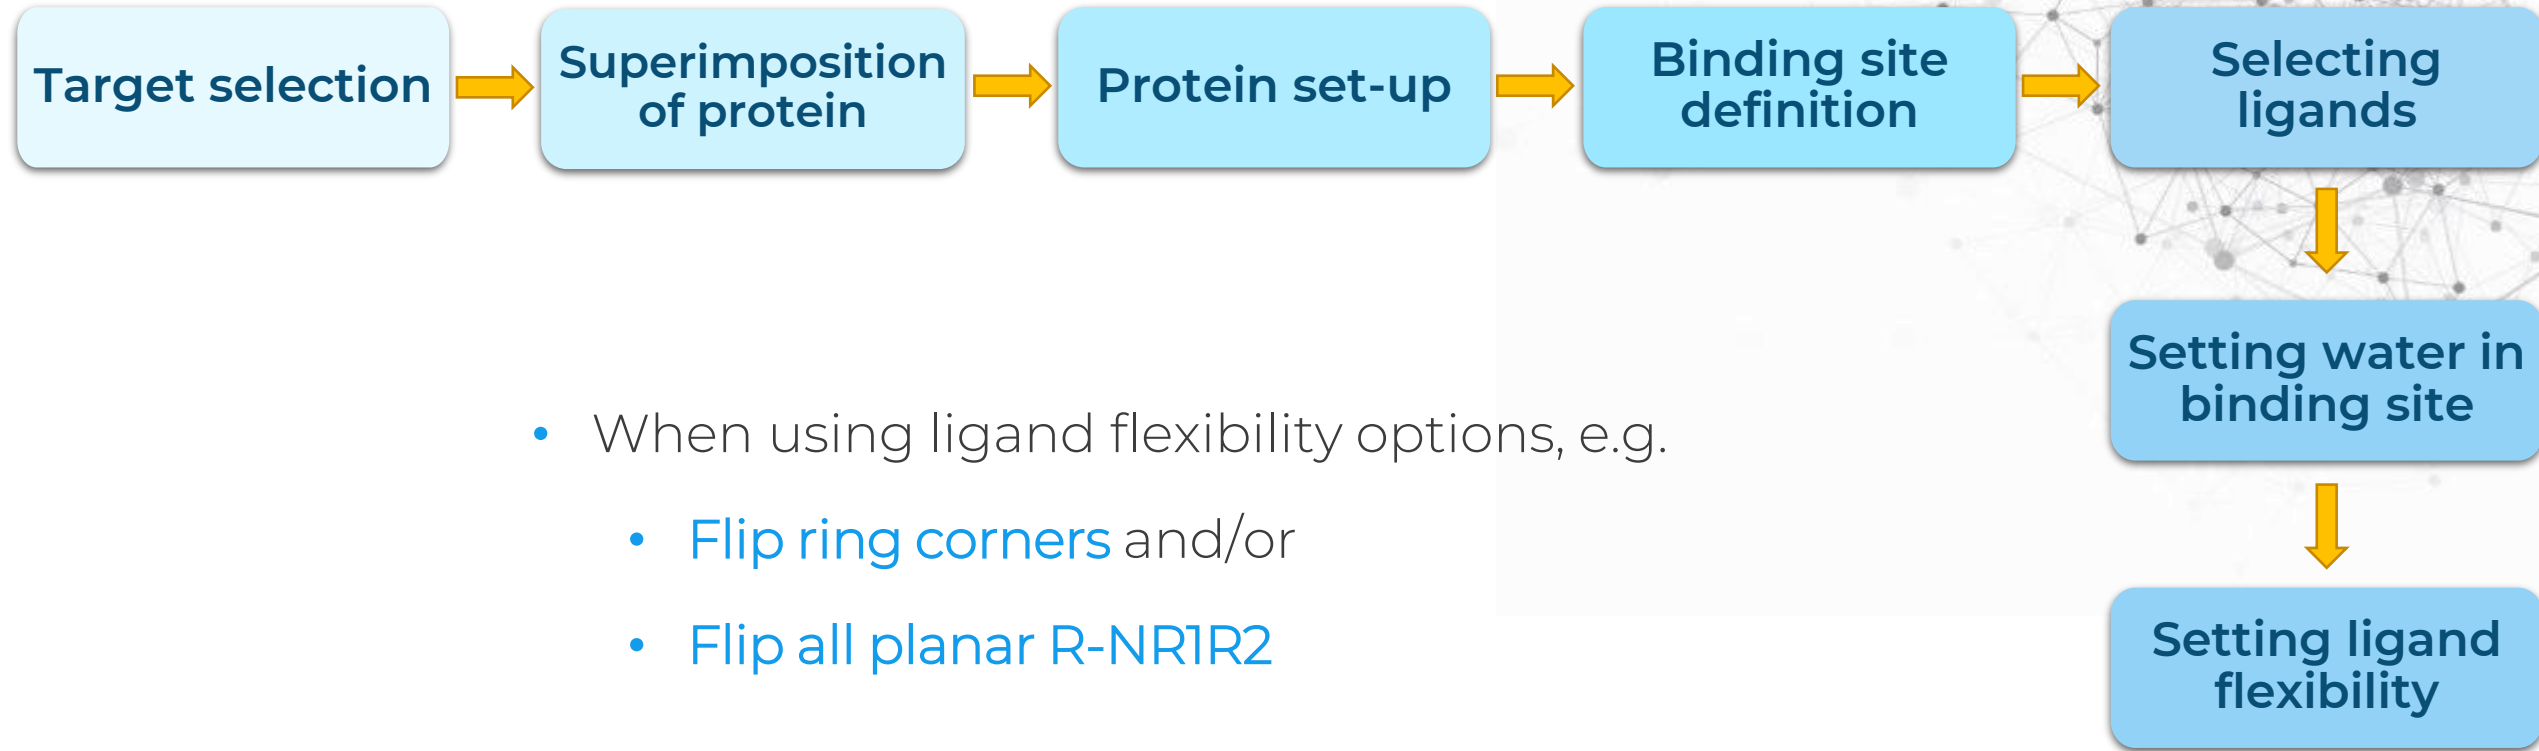 Target selection
Superimposition
of protein
Protein set-up
Binding site
definition
Selecting
ligands
Setting water in
binding site
Setting ligand
flexibility
• When using ligand flexibility options, e.g.
• Flip ring corners and/or
• Flip all planar R-NR1R2